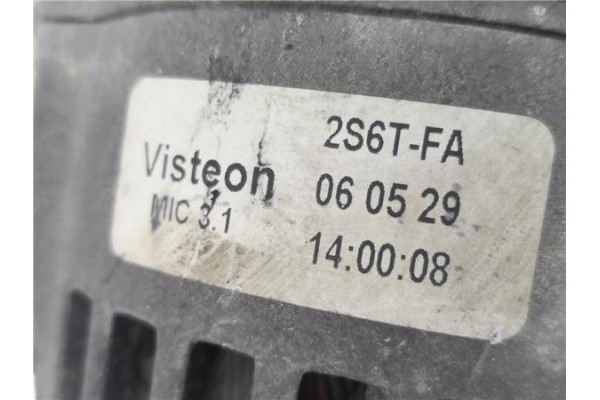 Visteon
MIC 3.1
2S6T-FA
06 05 29
14:00:08